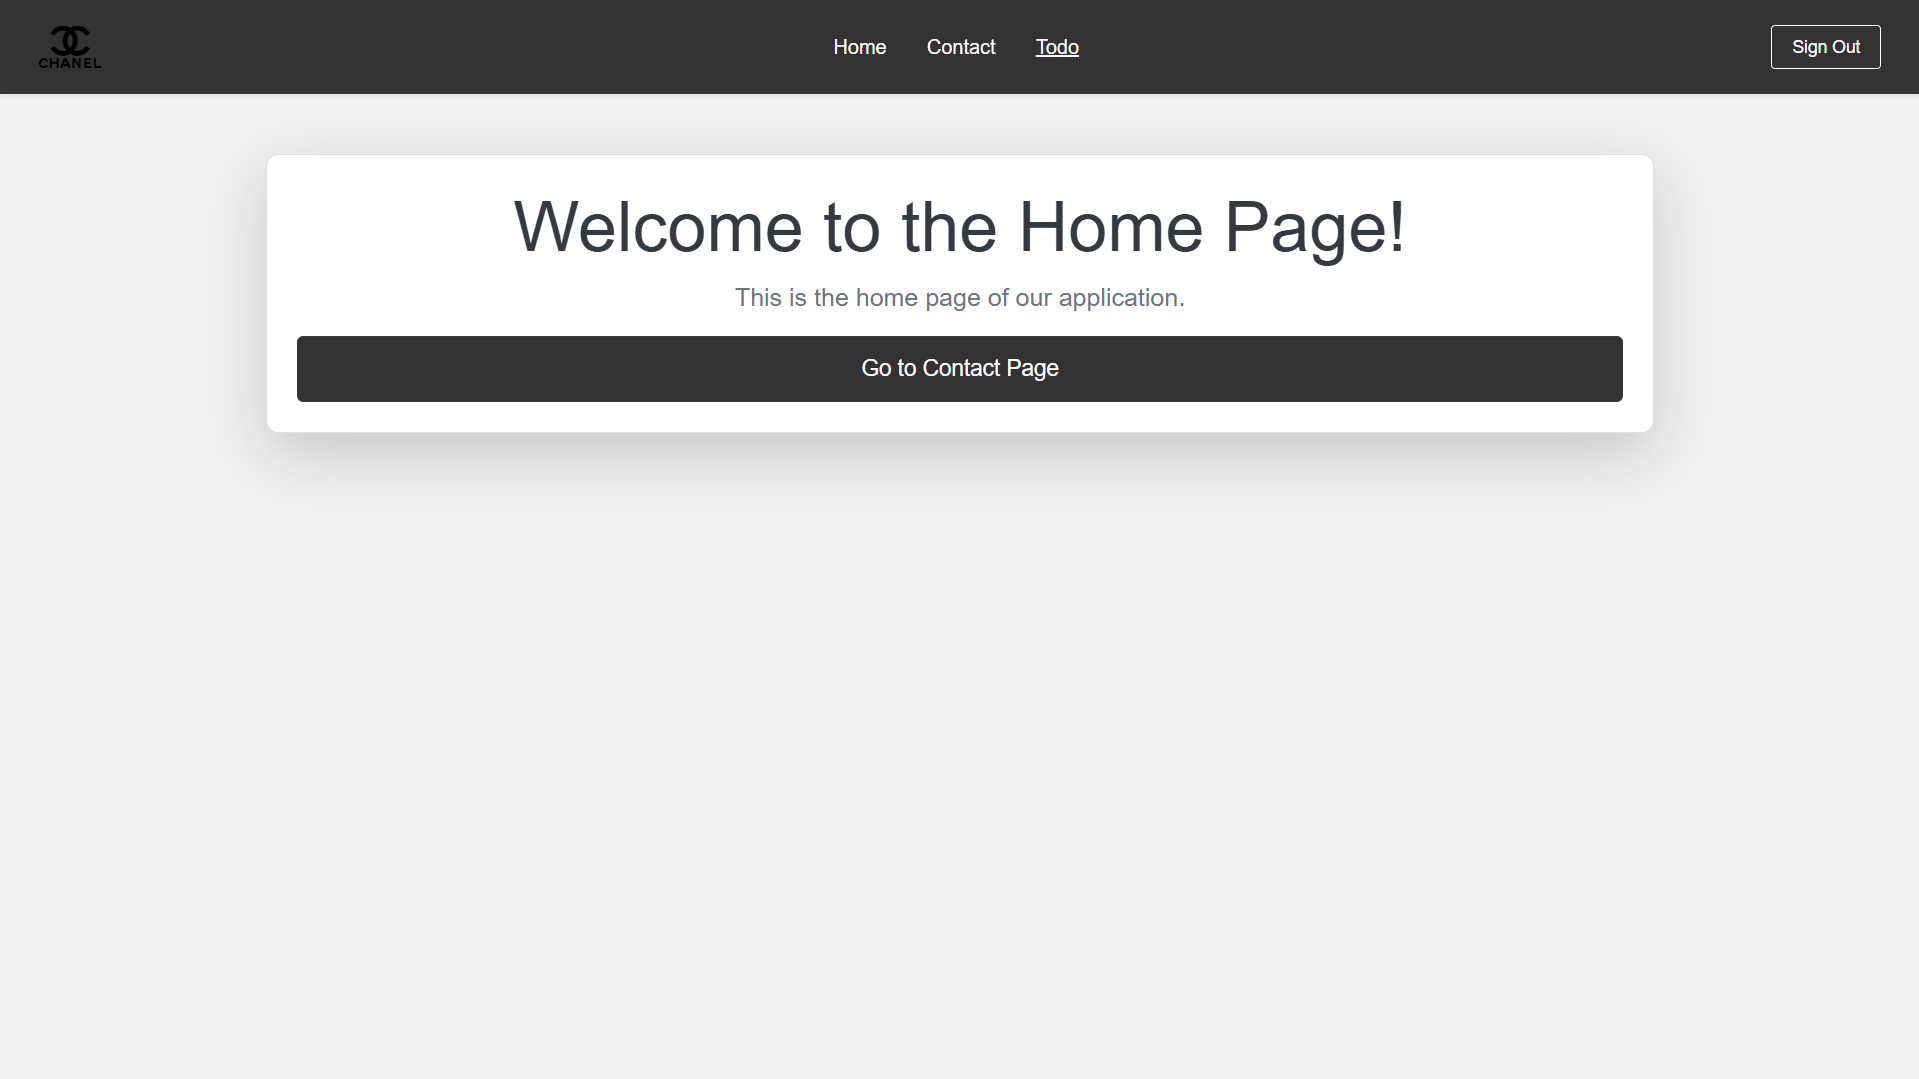 CHANEL
Home Contact Todo
Sign Out
Welcome to the Home Page!
This is the home page of our application.
Go to Contact Page